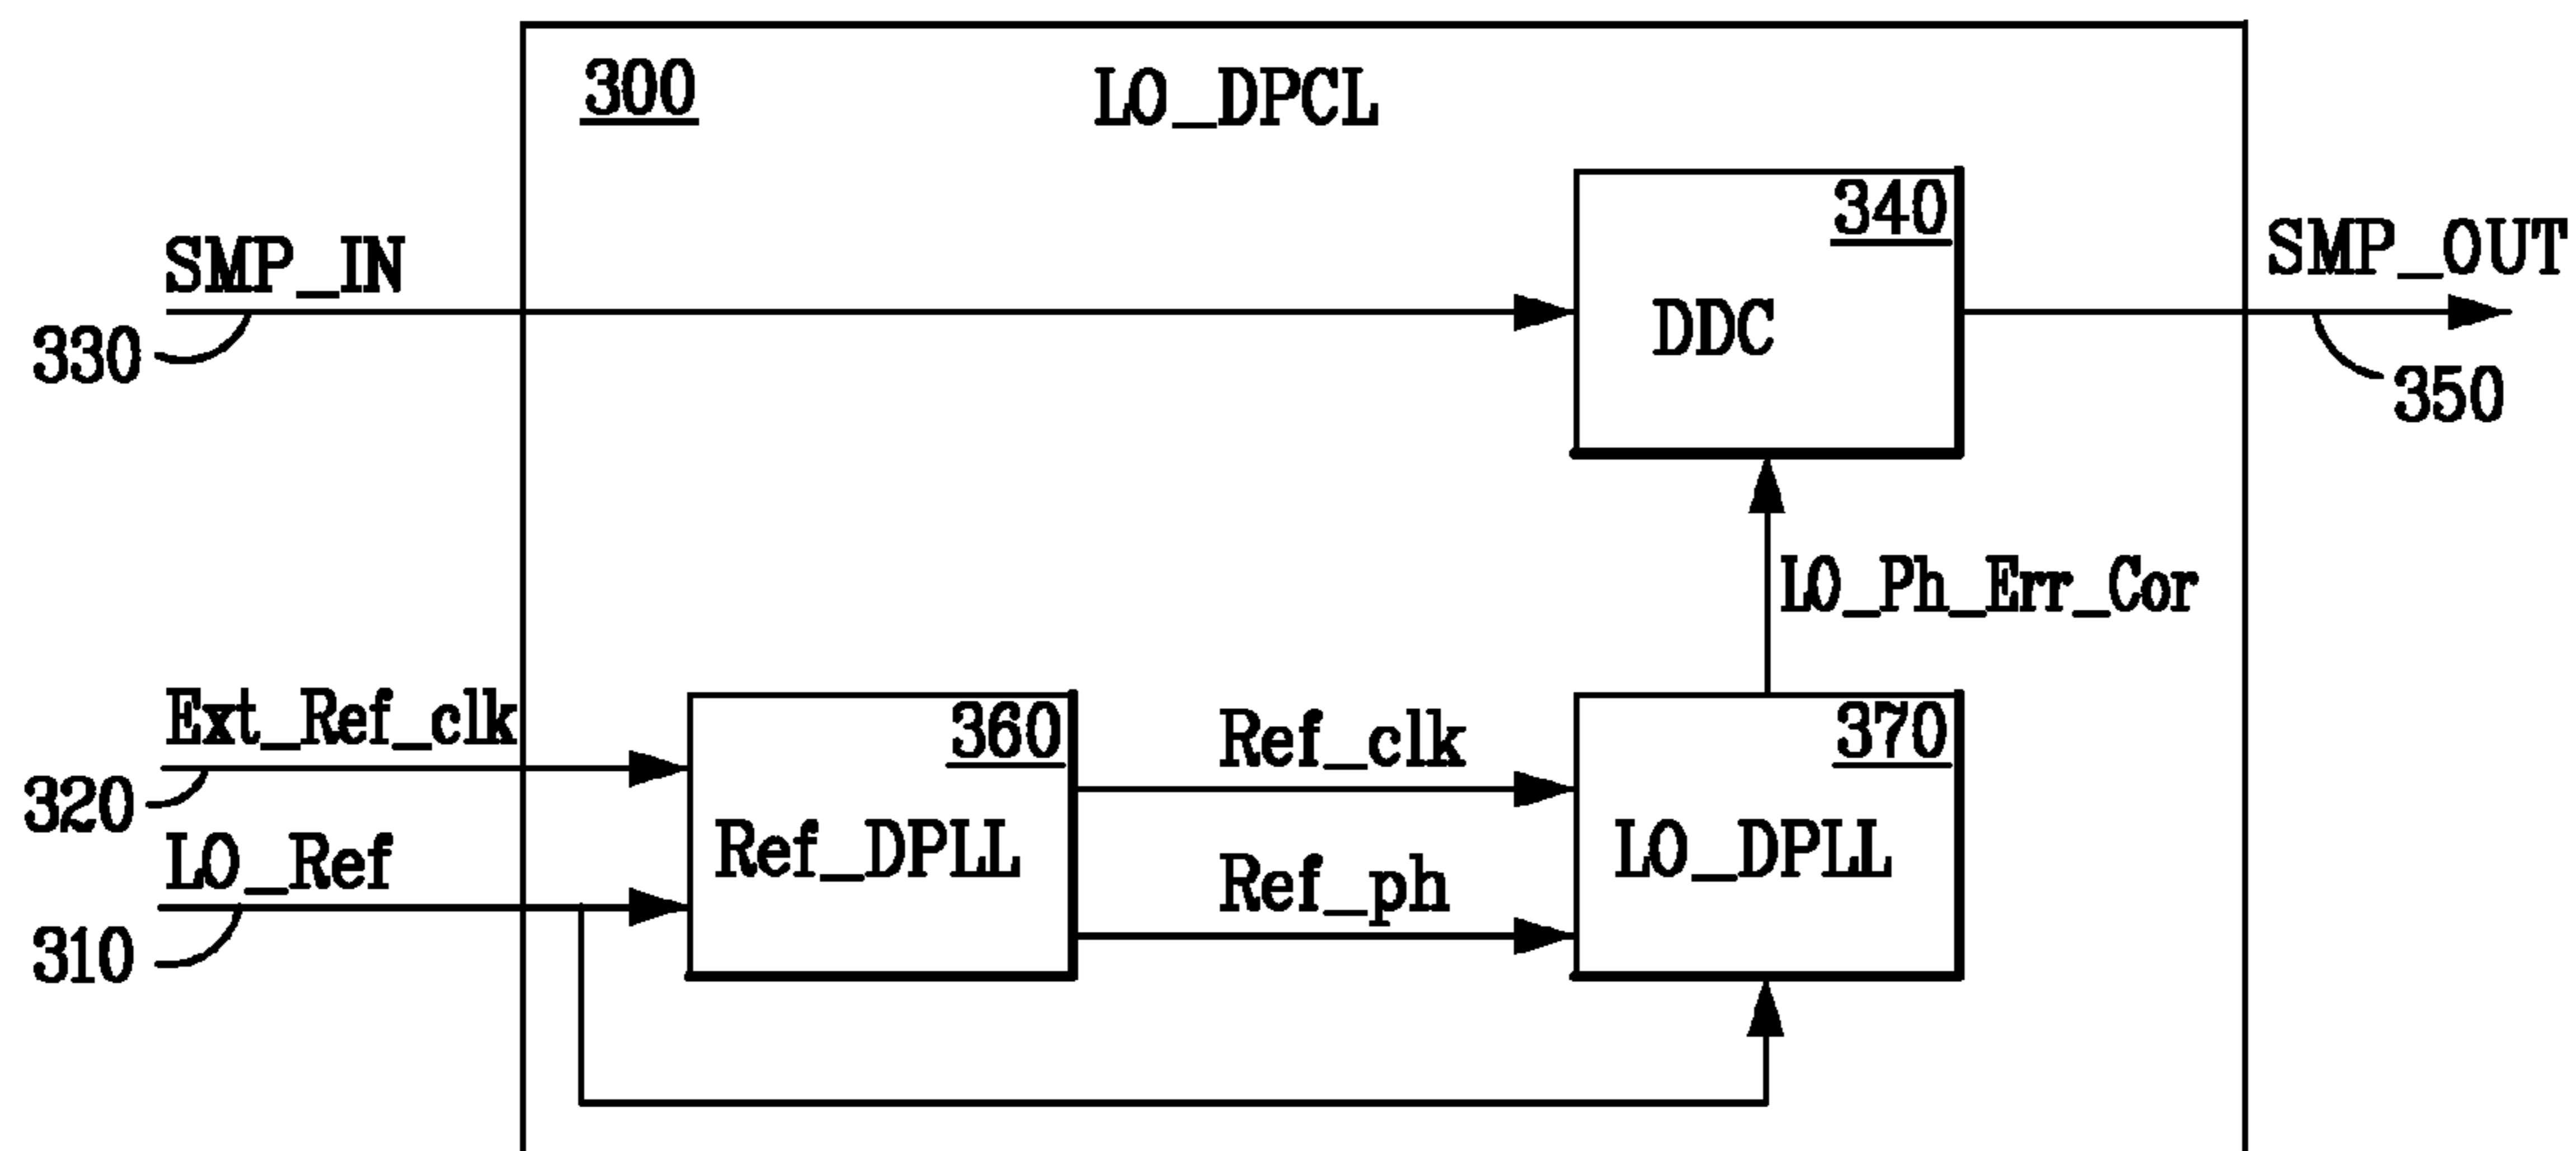 300
LO_DPCL
340
SMP_IN
SMP_OUT
330
DDC
350
LO_Ph_Err_Cor
Ext_Ref_clk
360
Ref_clk
370
320
LO_Ref
Ref_DPLL
Ref_ph
LO_DPLL
310